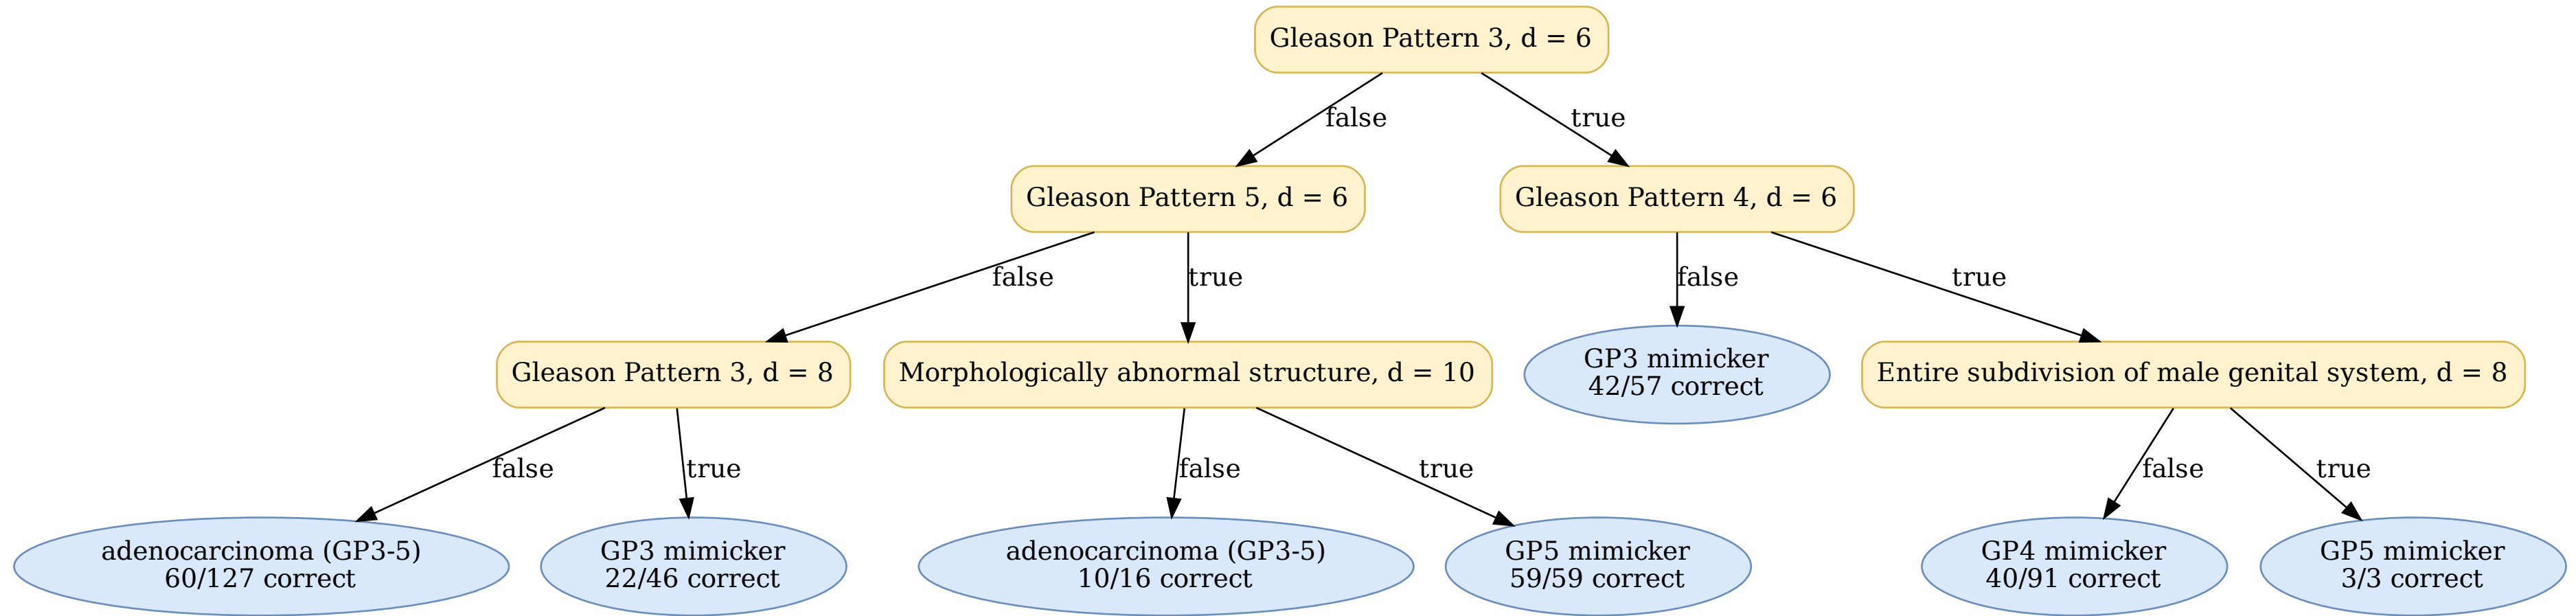 Gleason Pattern 3, d = 6
false
true
Gleason Pattern 5, d = 6
Gleason Pattern 4, d = 6
false
true
false
true
Gleason Pattern 3, d = 8
Morphologically abnormal structure, d = 10
GP3 mimicker
42/57 correct
Entire subdivision of male genital system, d = 8
false
true
false
true
false
true
adenocarcinoma (GP3-5)
60/127 correct
GP3 mimicker
22/46 correct
adenocarcinoma (GP3-5)
10/16 correct
GP5 mimicker
59/59 correct
GP4 mimicker
40/91 correct
GP5 mimicker
3/3 correct